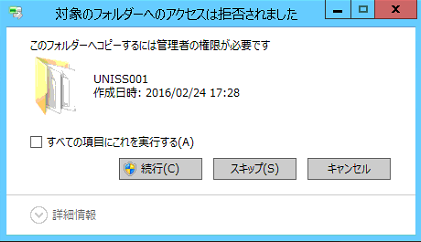 対象のフォルダーへのアクセスは拒否されました
このフォルダーへコピーするには管理者の権限が必要です
UNISS001
作成日時: 2016/02/24 17:28
すべての項目にこれを実行する(A)
続行(C) スキップ(S) キャンセル
詳細情報